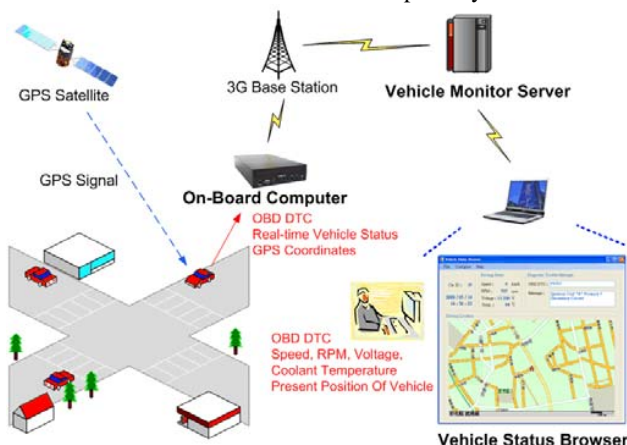 GPS Satellite
3G Base Station
Vehicle Monitor Server
GPS Signal
On-Board Computer
OBD DTC
Real-time Vehicle Status
GPS Coordinates
OBD DTC
Speed, RPM, Voltage,
Coolant Temperature
Present Position Of Vehicle
Vehicle Status Browser